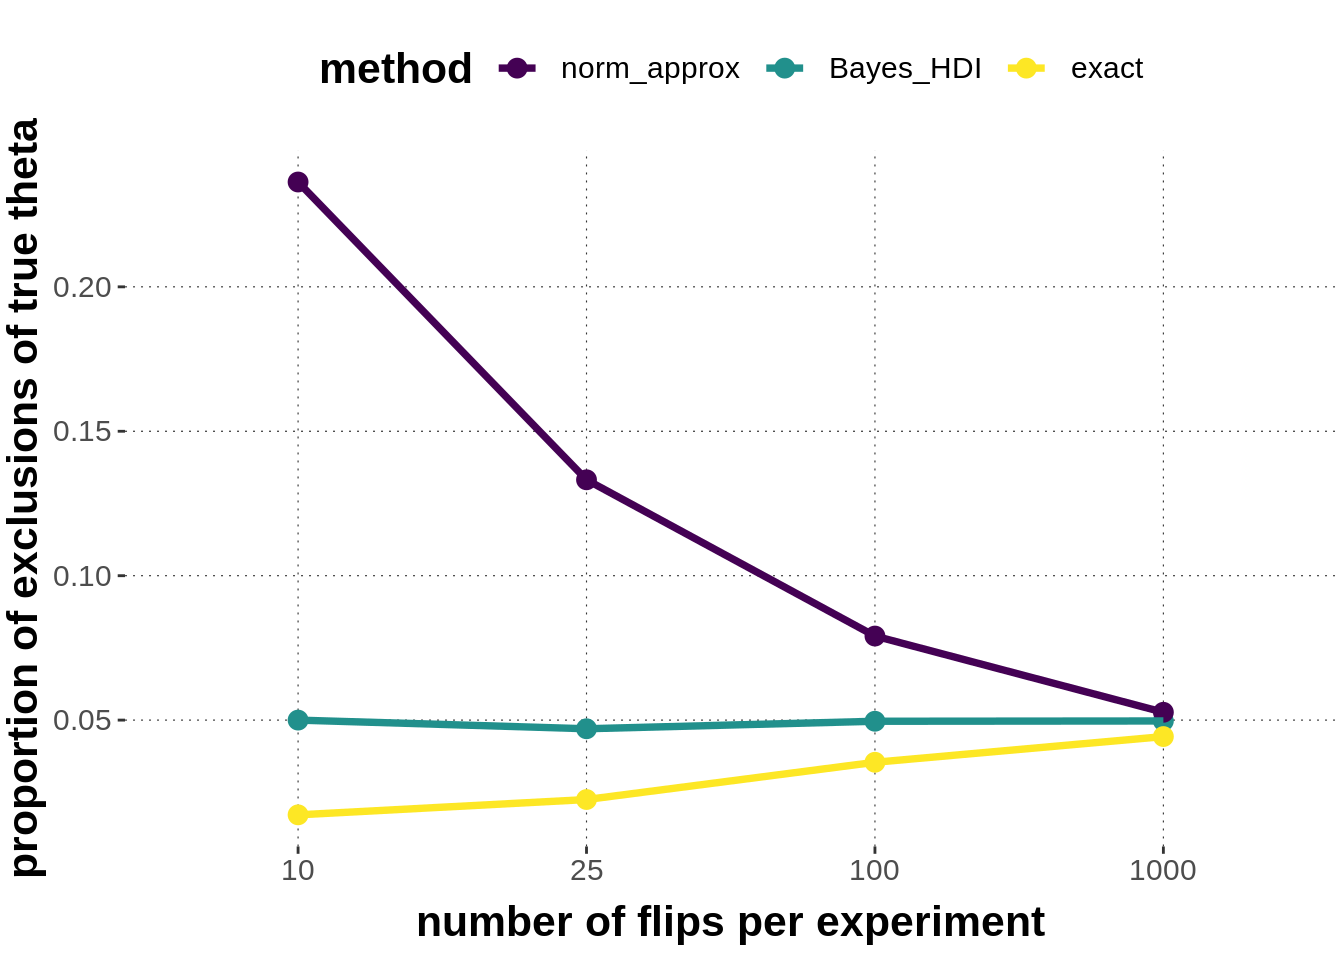 method norm_approx Bayes_HDI exact
proportion of exclusions of true theta
0.20
0.15
0.10
0.05
10 25 100 1000
number of flips per experiment